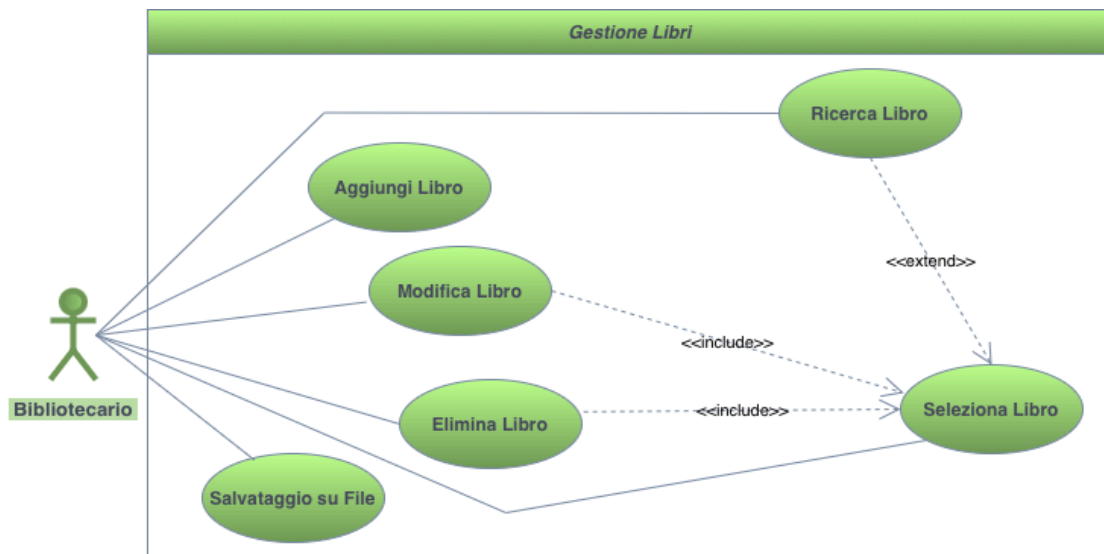 Gestione Libri
Ricerca Libro
Aggiungi Libro
<<extend>>
Modifica Libro
<<include>>
Bibliotecario
Elimina Libro
<<include>>
Seleziona Libro
Salvataggio su File